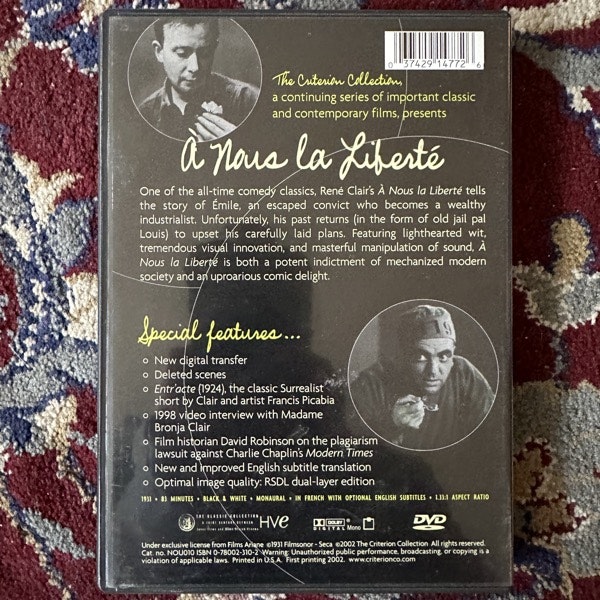 0 37429 14772 6
The Criterion Collection,
a continuing series of important classic
and contemporary films, presents
À Nous la Liberté
One of the all-time comedy classics, René Clair's À Nous la Liberté tells
the story of Émile, an escaped convict who becomes a wealthy
industrialist. Unfortunately, his past returns (in the form of old jail pal
Louis) to upset his carefully laid plans. Featuring lighthearted wit,
tremendous visual innovation, and masterful manipulation of sound, À
Nous la Liberté is both a potent indictment of mechanized modern
society and an uproarious comic delight.
Special features...
New digital transfer
Deleted scenes
Entr'acte (1924), the classic Surrealist
short by Clair and artist Francis Picabia
1998 video interview with Madame
Bronja Clair
Film historian David Robinson on the plagiarism
lawsuit against Charlie Chaplin's Modern Times
New and improved English subtitle translation
Optimal image quality: RSDL dual-layer edition
1931 • 83 MINUTES • BLACK & WHITE • MONAURAL • IN FRENCH WITH OPTIONAL ENGLISH SUBTITLES • 1.33:1 ASPECT RATIO
THE CLASSIC COLLECTION
A JOINT VENTURE BETWEEN
HVe
DOLBY
DIGITAL Mono
DVD
VIDEO
Under exclusive license from Films Ariane ©1931 Filmsonor - Seca ©2002 The Criterion Collection All rights reserved.
Cat. no. NOU010 ISBN 0-78002-310-2 Warning: Unauthorized public performance, broadcasting, or copying is a
violation of applicable laws. Printed in U.S.A. First printing 2002. www.criterionco.com